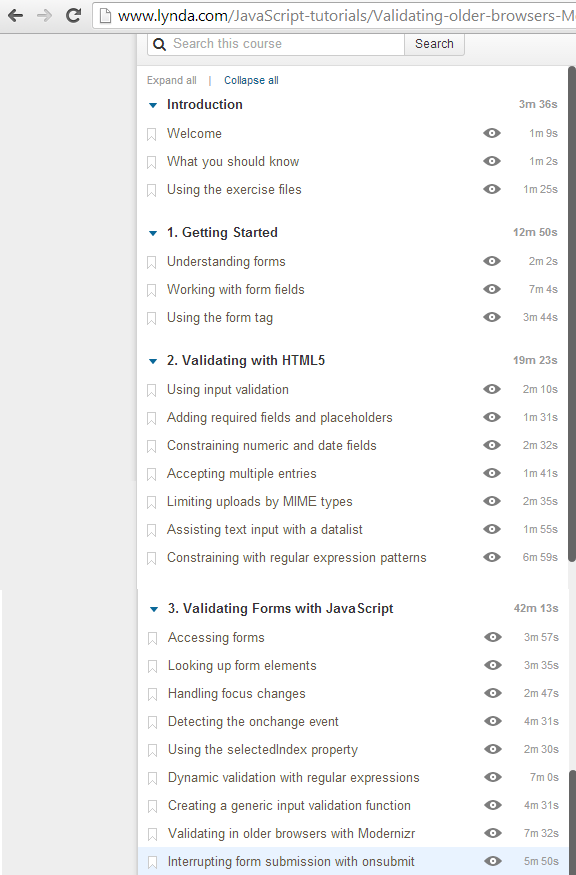 www.lynda.com/JavaScript-tutorials/Validating-older-browsers-M
Search this course Search
Expand all | Collapse all
Introduction 3m 36s
Welcome 1m 9s
What you should know 1m 2s
Using the exercise files 1m 25s
1. Getting Started 12m 50s
Understanding forms 2m 2s
Working with form fields 7m 4s
Using the form tag 3m 44s
2. Validating with HTML5 19m 23s
Using input validation 2m 10s
Adding required fields and placeholders 1m 31s
Constraining numeric and date fields 2m 32s
Accepting multiple entries 1m 41s
Limiting uploads by MIME types 2m 35s
Assisting text input with a datalist 1m 55s
Constraining with regular expression patterns 6m 59s
3. Validating Forms with JavaScript 42m 13s
Accessing forms 3m 57s
Looking up form elements 3m 35s
Handling focus changes 2m 47s
Detecting the onchange event 4m 31s
Using the selectedIndex property 2m 30s
Dynamic validation with regular expressions 7m 0s
Creating a generic input validation function 4m 31s
Validating in older browsers with Modernizr 7m 32s
Interrupting form submission with onsubmit 5m 50s